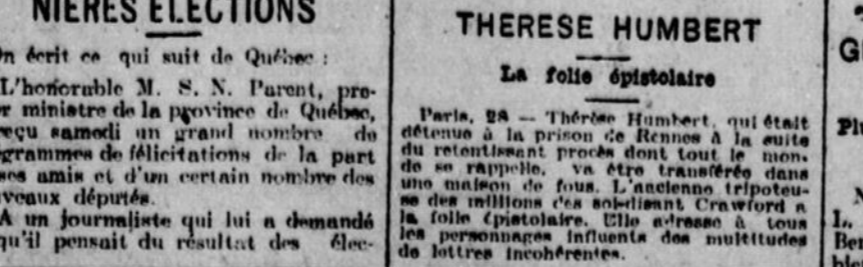 NIERES ELECTIONS
On écrit ce qui suit de Québec :
L'honorable M. S. N. Parent, pre-
r ministre de la province de Québec,
eçu samedi un grand nombre de
grammes de félicitations de la part
ses amis et d'un certain nombre des
veaux députés.
A un journaliste qui lui a demandé
qu'il pensait du résultat des élec-
THERESE HUMBERT
La folie épistolaire
Paris, 28 — Thérèse Humbert, qui était
détenue à la prison de Rennes à la suite
du retentissant procès dont tout le mon-
de se rappelle, va être transférée dans
une maison de fous. L'ancienne tripoteu-
se des millions des soi-disant Crawford a
la folie épistolaire. Elle adresse à tous
les personnages influents des multitudes
de lettres incohérentes.
G
Pl
L.
Ber